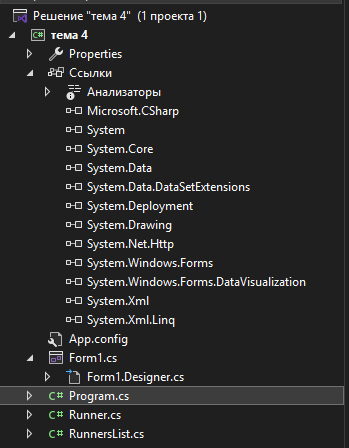 Решение "тема 4" (1 проекта 1)
C# тема 4
Properties
Ссылки
Анализаторы
Microsoft.CSharp
System
System.Core
System.Data
System.Data.DataSetExtensions
System.Deployment
System.Drawing
System.Net.Http
System.Windows.Forms
System.Windows.Forms.DataVisualization
System.Xml
System.Xml.Linq
App.config
Form1.cs
Form1.Designer.cs
C# Program.cs
C# Runner.cs
C# RunnersList.cs